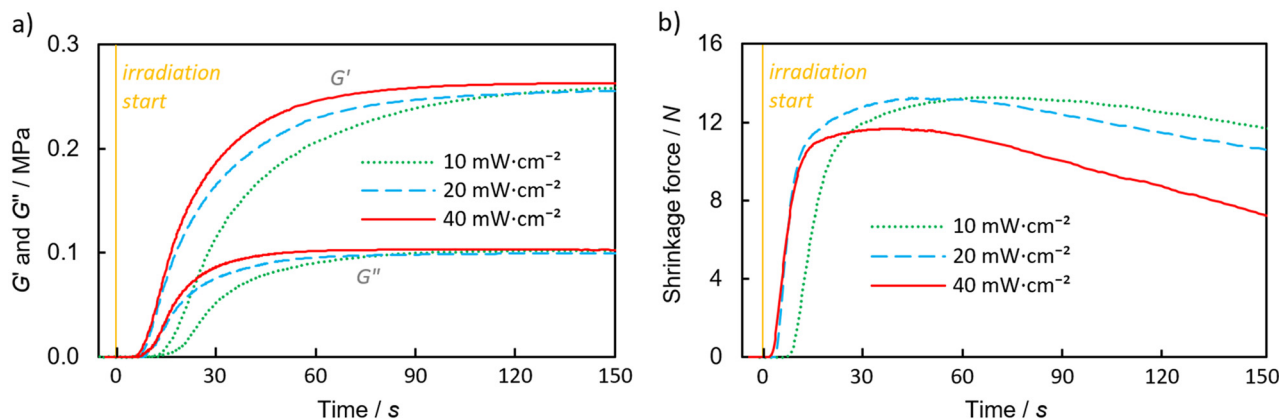 a)
G' and G" / MPa
0.3
0.2
0.1
0.0
irradiation
start
G'
10 mW·cm⁻²
20 mW·cm⁻²
40 mW·cm⁻²
G"
0
30
60
90
120
150
Time / s
b)
Shrinkage force / N
16
12
8
4
0
irradiation
start
10 mW·cm⁻²
20 mW·cm⁻²
40 mW·cm⁻²
0
30
60
90
120
150
Time / s